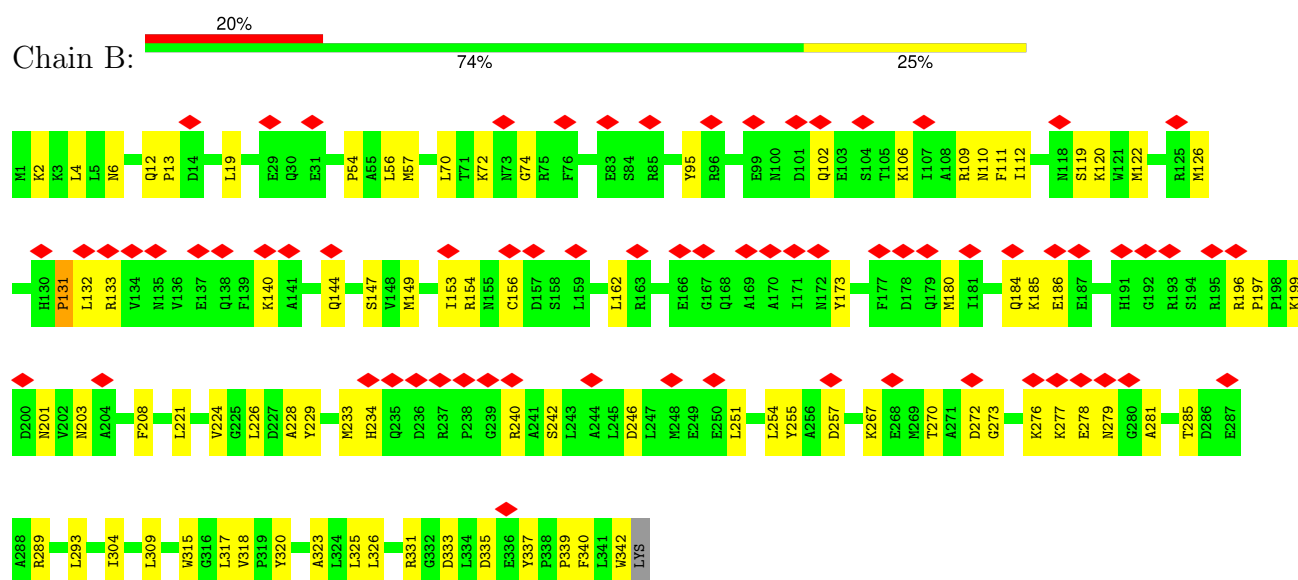 20%
Chain B:
74% 25%
M1 K2 K3 L4 L5 N6 Q12 P13 D14 L19 E29 Q30 E31 P54 A55 L56 M57 L70 T71 K72 N73 G74 R75 F76 E83 S84 R85 Y95 R96 E99 N100 D101 Q102 E103 S104 T105 K106 I107 A108 R109 N110 F111 I112 N118 S119 K120 W121 M122 R125 M126
H130 P131 L132 R133 V134 N135 V136 E137 Q138 F139 K140 A141 Q144 S147 V148 M149 I153 R154 N155 C156 D157 S158 L159 L162 R163 E166 G167 Q168 A169 A170 I171 N172 Y173 F177 D178 Q179 M180 I181 Q184 K185 E186 E187 H191 G192 R193 S194 R195 R196 P197 P198 K199
D200 N201 V202 N203 A204 F208 L221 V224 G225 L226 D227 A228 Y229 M233 H234 Q235 D236 R237 P238 G239 R240 A241 S242 L243 A244 L245 D246 L247 M248 E249 E250 L251 L254 Y255 A256 D257 K267 E268 M269 T270 A271 D272 G273 K276 K277 E278 N279 G280 A281 T285 D286 E287
A288 R289 L293 I304 L309 W315 G316 L317 V318 P319 Y320 A323 L324 L325 L326 R331 G332 D333 L334 D335 E336 Y337 P338 P339 F340 L341 W342 LYS